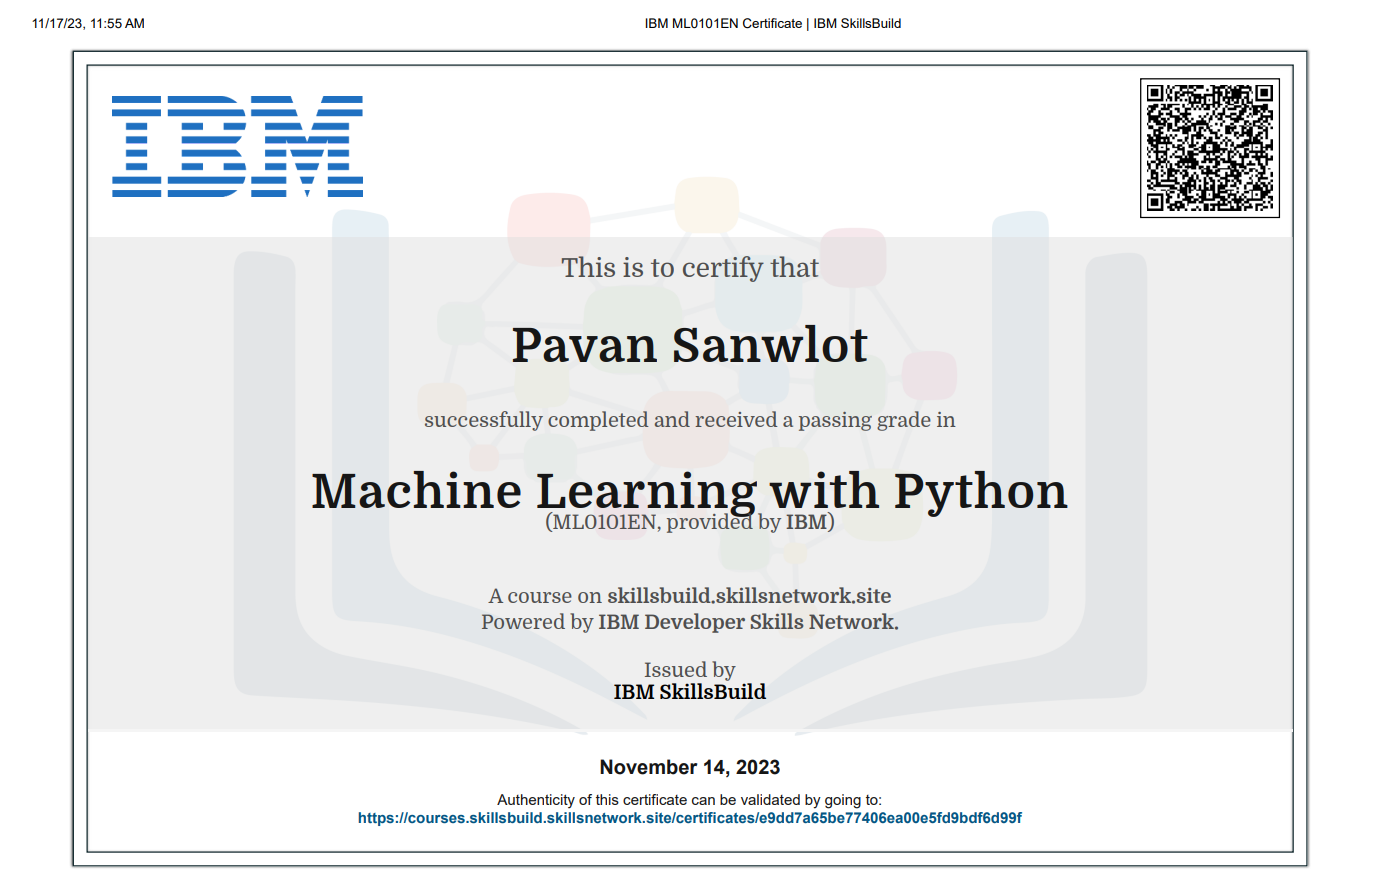 11/17/23, 11:55 AM
IBM ML0101EN Certificate | IBM SkillsBuild
IBM
This is to certify that
Pavan Sanwlot
successfully completed and received a passing grade in
Machine Learning with Python
(ML0101EN, provided by IBM)
A course on skillsbuild.skillsnetwork.site
Powered by IBM Developer Skills Network.
Issued by
IBM SkillsBuild
November 14, 2023
Authenticity of this certificate can be validated by going to:
https://courses.skillsbuild.skillsnetwork.site/certificates/e9dd7a65be77406ea00e5fd9bdf6d99f